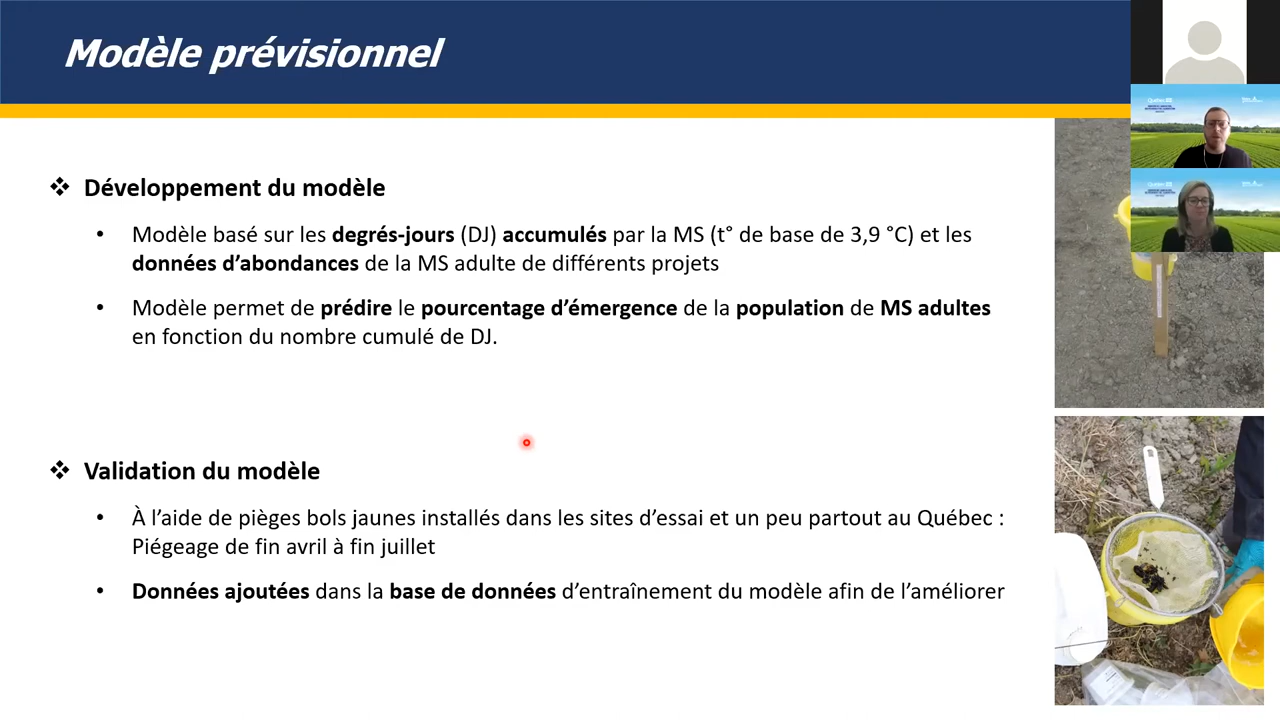 Modèle prévisionnel
❖ Développement du modèle
• Modèle basé sur les degrés-jours (DJ) accumulés par la MS (t° de base de 3,9 °C) et les
données d'abondances de la MS adulte de différents projets
• Modèle permet de prédire le pourcentage d'émergence de la population de MS adultes
en fonction du nombre cumulé de DJ.
❖ Validation du modèle
• À l'aide de pièges bols jaunes installés dans les sites d'essai et un peu partout au Québec :
Piégeage de fin avril à fin juillet
• Données ajoutées dans la base de données d'entraînement du modèle afin de l'améliorer
Québec
Québec